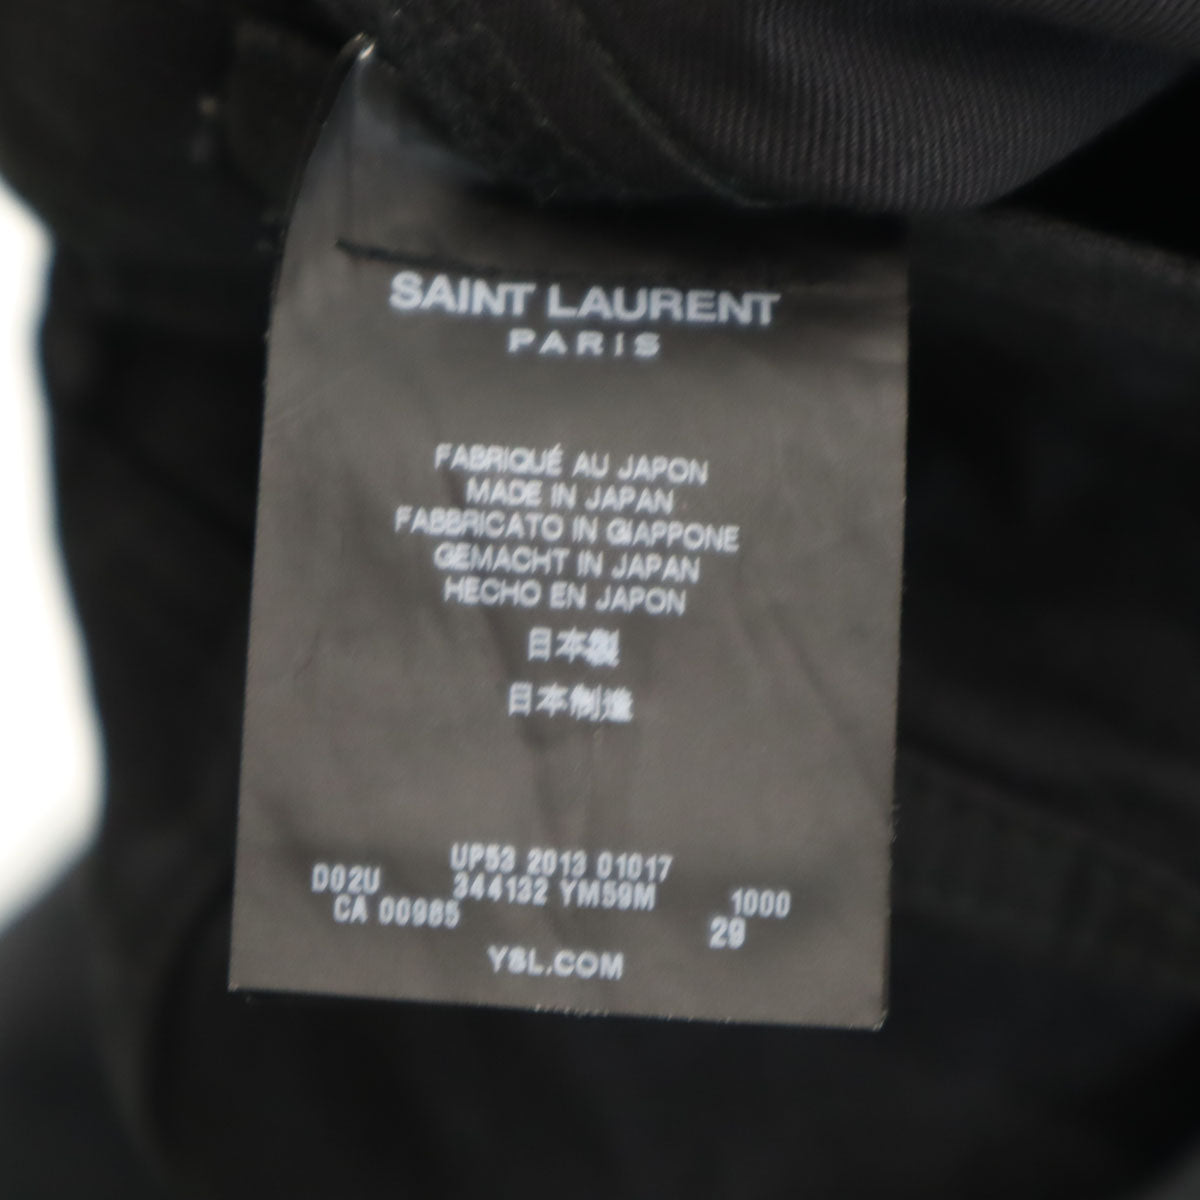 SAINT LAURENT
PARIS
FABRIQUÉ AU JAPON
MADE IN JAPAN
FABBRICATO IN GIAPPONE
GEMACHT IN JAPAN
HECHO EN JAPON
日本製
日本制造
UP53 2013 01017
D02U 344132 YM59M 1000
CA 00985 29
YSL.COM